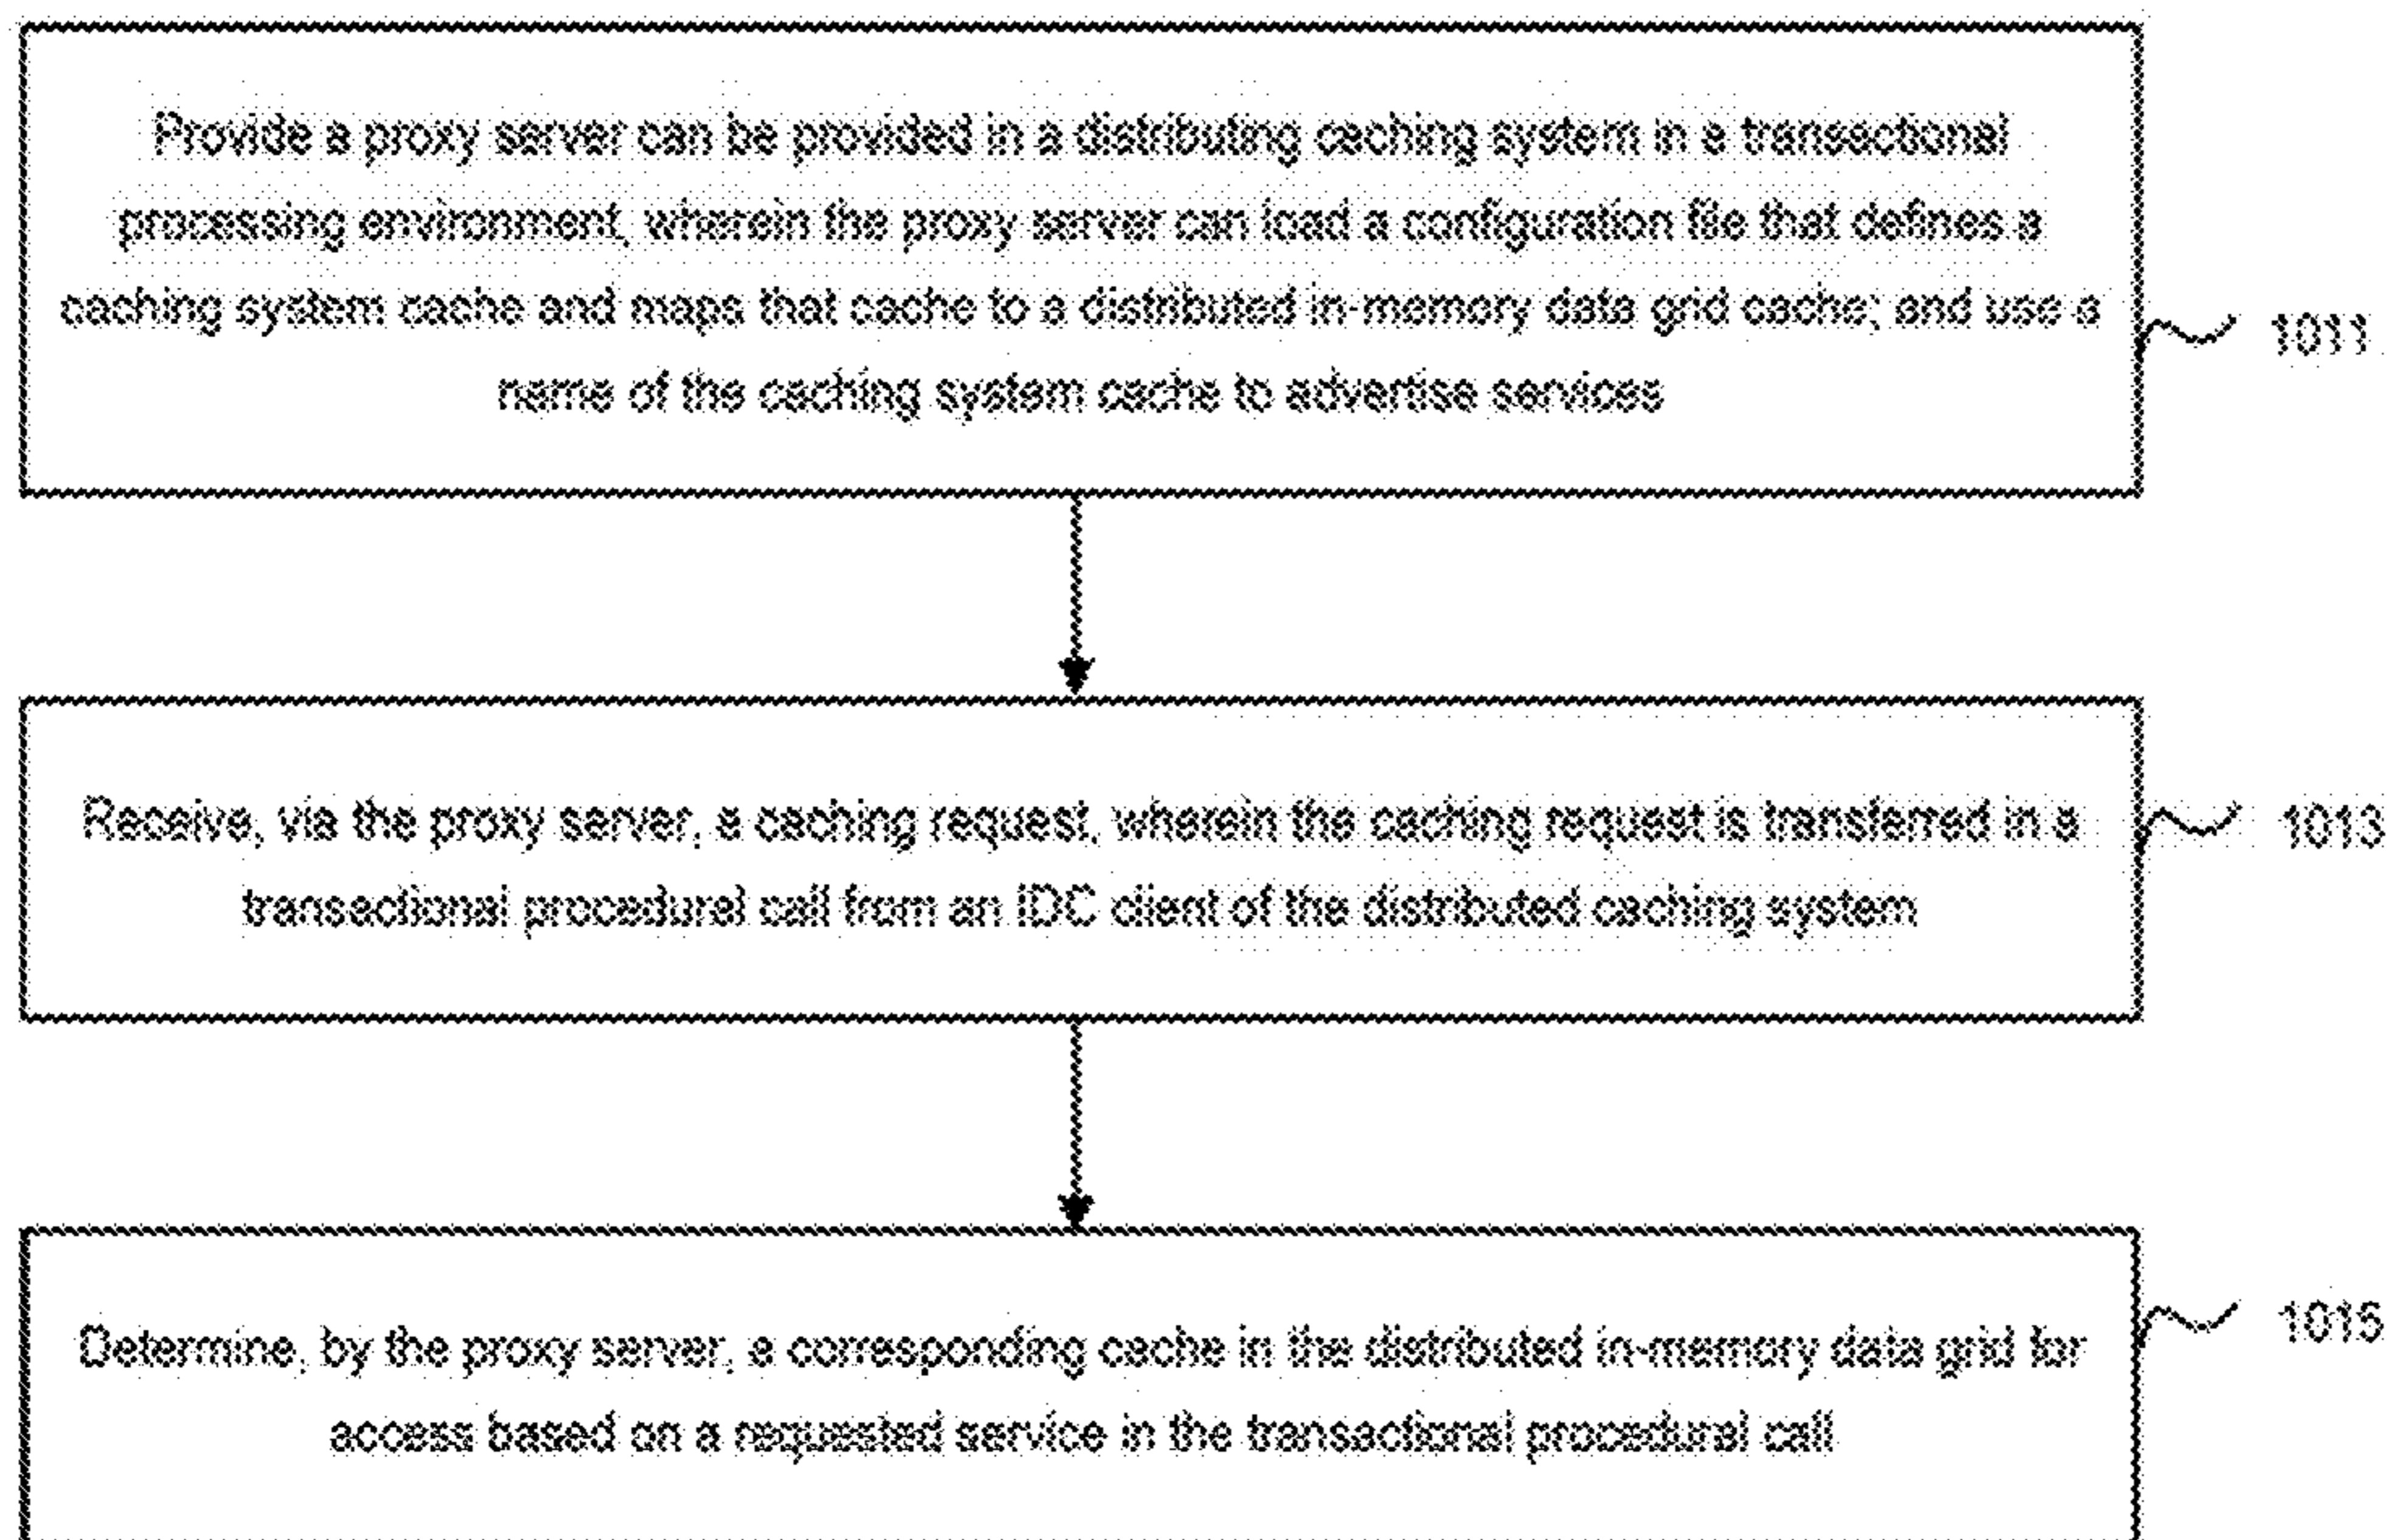 Provide a proxy server can be provided in a distributing caching system in a transactional
processing environment, wherein the proxy server can load a configuration file that defines a
caching system cache and maps that cache to a distributed in-memory data grid cache; and use a
name of the caching system cache to advertise services
1011
Receive, via the proxy server, a caching request, wherein the caching request is transferred in a
transactional procedural call from an IDC client of the distributed caching system
1013
Determine, by the proxy server, a corresponding cache in the distributed in-memory data grid for
access based on a requested service in the transactional procedural call
1015